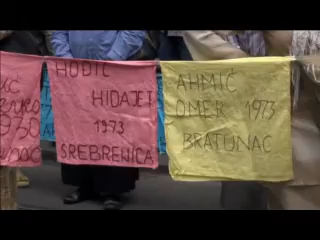 HODIĆ
HIDAJET
1973
SREBRENICA
AHMIĆ
OMER 1973
BRATUNAC